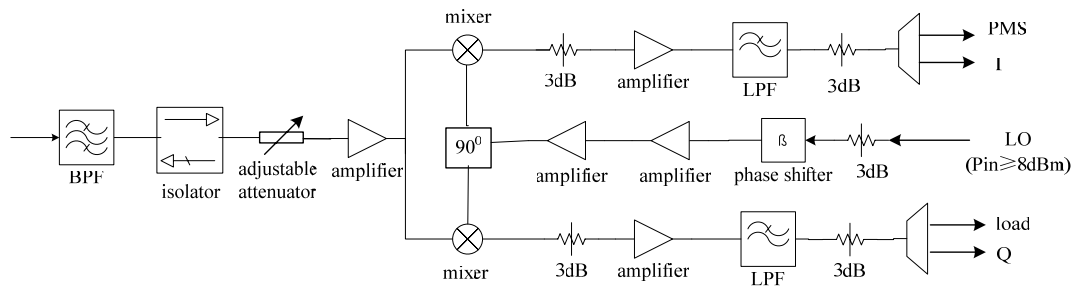 mixer
3dB
amplifier
LPF
3dB
PMS
I
BPF
isolator
adjustable
attenuator
amplifier
90⁰
amplifier
amplifier
ß
phase shifter
3dB
LO
(Pin≥8dBm)
mixer
3dB
amplifier
LPF
3dB
load
Q